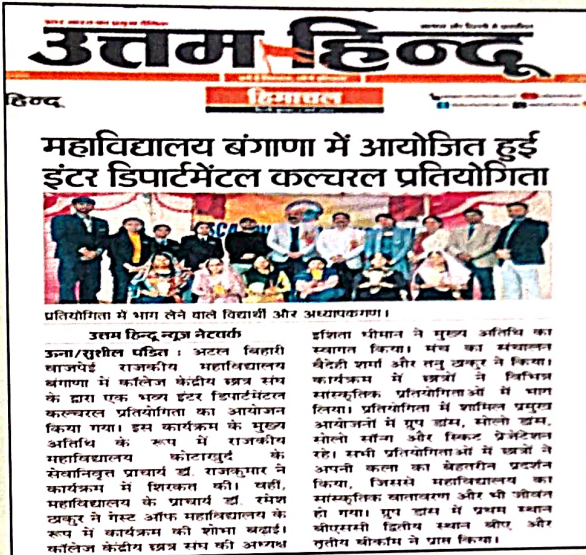 उत्तम हिन्दू
हिन्दू
हिमाचल
महाविद्यालय बंगाणा में आयोजित हुई
इंटर डिपार्टमेंटल कल्चरल प्रतियोगिता
प्रतियोगिता में भाग लेने वाले विद्यार्थी और अध्यापकगण।
उत्तम हिन्दू न्यूज नेटवर्क
ऊना/सुशील पंडित : अटल बिहारी
वाजपेई राजकीय महाविद्यालय
बंगाणा में कॉलेज केंद्रीय छात्र संघ
के द्वारा एक भव्य इंटर डिपार्टमेंटल
कल्चरल प्रतियोगिता का आयोजन
किया गया। इस कार्यक्रम के मुख्य
अतिथि के रूप में राजकीय
महाविद्यालय कोटाखुर्द के
सेवानिवृत्त प्राचार्य डॉ. राजकुमार ने
कार्यक्रम में शिरकत की। वहीं,
महाविद्यालय के प्राचार्य डॉ. रमेश
ठाकुर ने गेस्ट ऑफ महाविद्यालय के
रूप में कार्यक्रम की शोभा बढ़ाई।
कॉलेज केंद्रीय छात्र संघ की अध्यक्ष
इशिता धीमान ने मुख्य अतिथि का
स्वागत किया। मंच का संचालन
वैदेही शर्मा और तनु ठाकुर ने किया।
कार्यक्रम में छात्रों ने विभिन्न
सांस्कृतिक प्रतियोगिताओं में भाग
लिया। प्रतियोगिता में शामिल प्रमुख
आयोजनों में ग्रुप डांस, सोलो डांस,
सोलो सॉन्ग और स्किट प्रेजेंटेशन
रहे। सभी प्रतियोगिताओं में छात्रों ने
अपनी कला का बेहतरीन प्रदर्शन
किया, जिससे महाविद्यालय का
सांस्कृतिक वातावरण और भी जीवंत
हो गया। ग्रुप डांस में प्रथम स्थान
बीएससी द्वितीय स्थान बीए और
तृतीय बीकॉम ने प्राप्त किया।